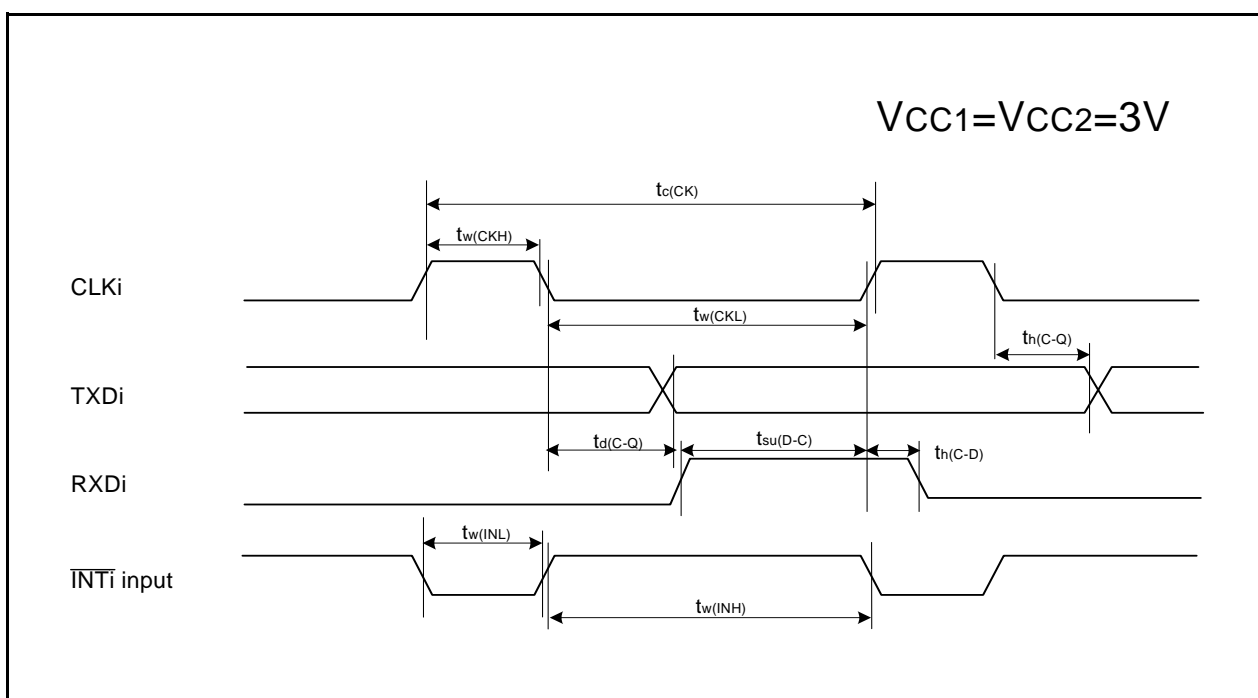 VCC1=VCC2=3V
tc(CK)
tw(CKH)
CLKi
tw(CKL)
th(C-Q)
TXDi
td(C-Q)
tsu(D-C)
th(C-D)
RXDi
tw(INL)
INTi input
tw(INH)